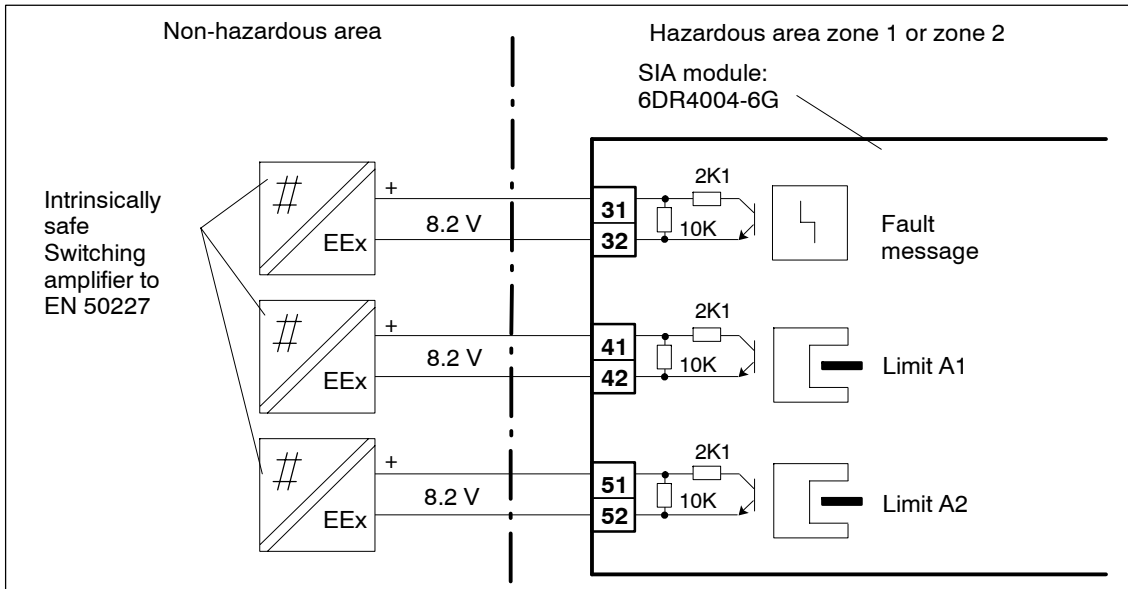 Non-hazardous area
Hazardous area zone 1 or zone 2
SIA module:
6DR4004-6G
Intrinsically
safe
Switching
amplifier to
EN 50227
+
8.2 V
EEx
31
32
2K1
10K
Fault
message
+
8.2 V
EEx
41
42
2K1
10K
Limit A1
+
8.2 V
EEx
51
52
2K1
10K
Limit A2